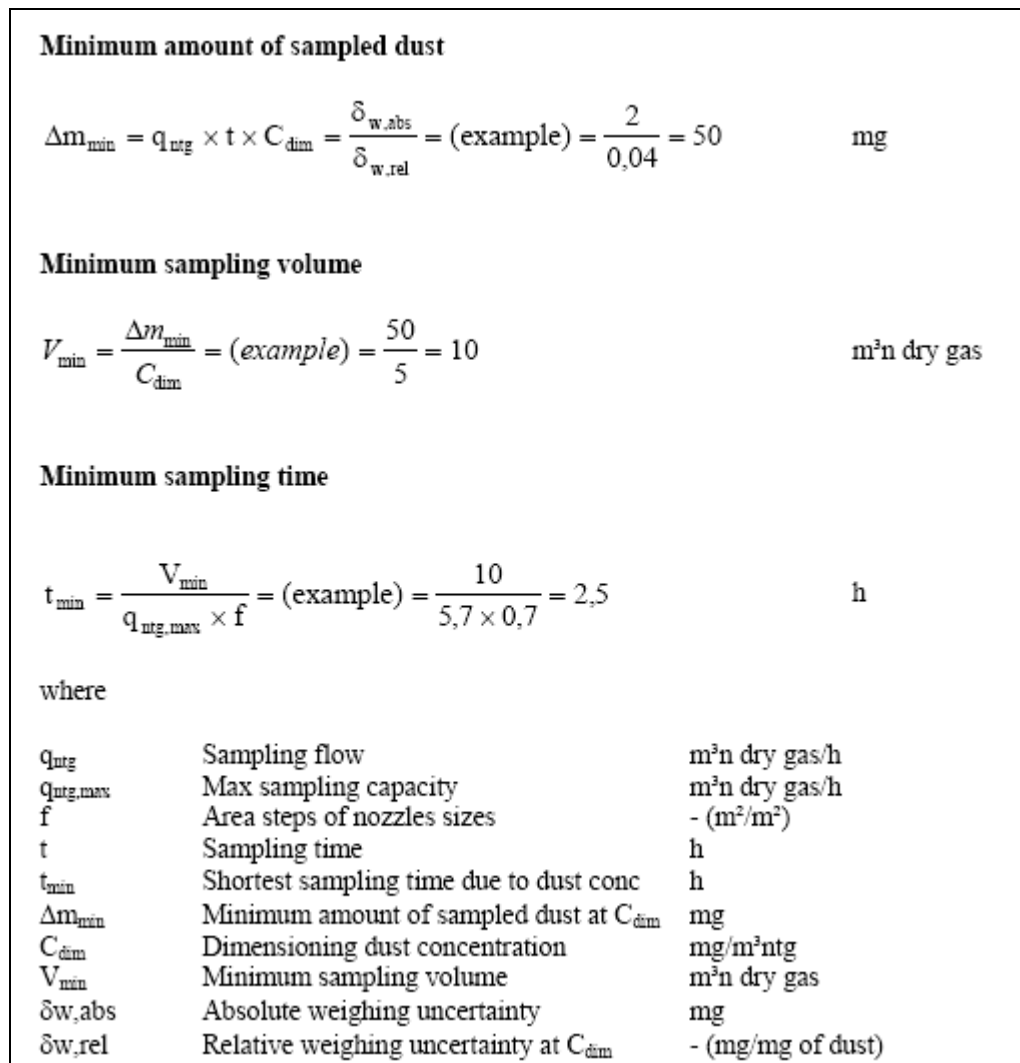 Minimum amount of sampled dust
Δm_min = q_ntg × t × C_dim = δ_w,abs / δ_w,rel = (example) = 2 / 0,04 = 50 mg
Minimum sampling volume
V_min = Δm_min / C_dim = (example) = 50 / 5 = 10 m³n dry gas
Minimum sampling time
t_min = V_min / (q_ntg,max × f) = (example) = 10 / (5,7 × 0,7) = 2,5 h
where
q_ntg Sampling flow m³n dry gas/h
q_ntg,max Max sampling capacity m³n dry gas/h
f Area steps of nozzles sizes - (m²/m²)
t Sampling time h
t_min Shortest sampling time due to dust conc h
Δm_min Minimum amount of sampled dust at C_dim mg
C_dim Dimensioning dust concentration mg/m³ntg
V_min Minimum sampling volume m³n dry gas
δw,abs Absolute weighing uncertainty mg
δw,rel Relative weighing uncertainty at C_dim - (mg/mg of dust)